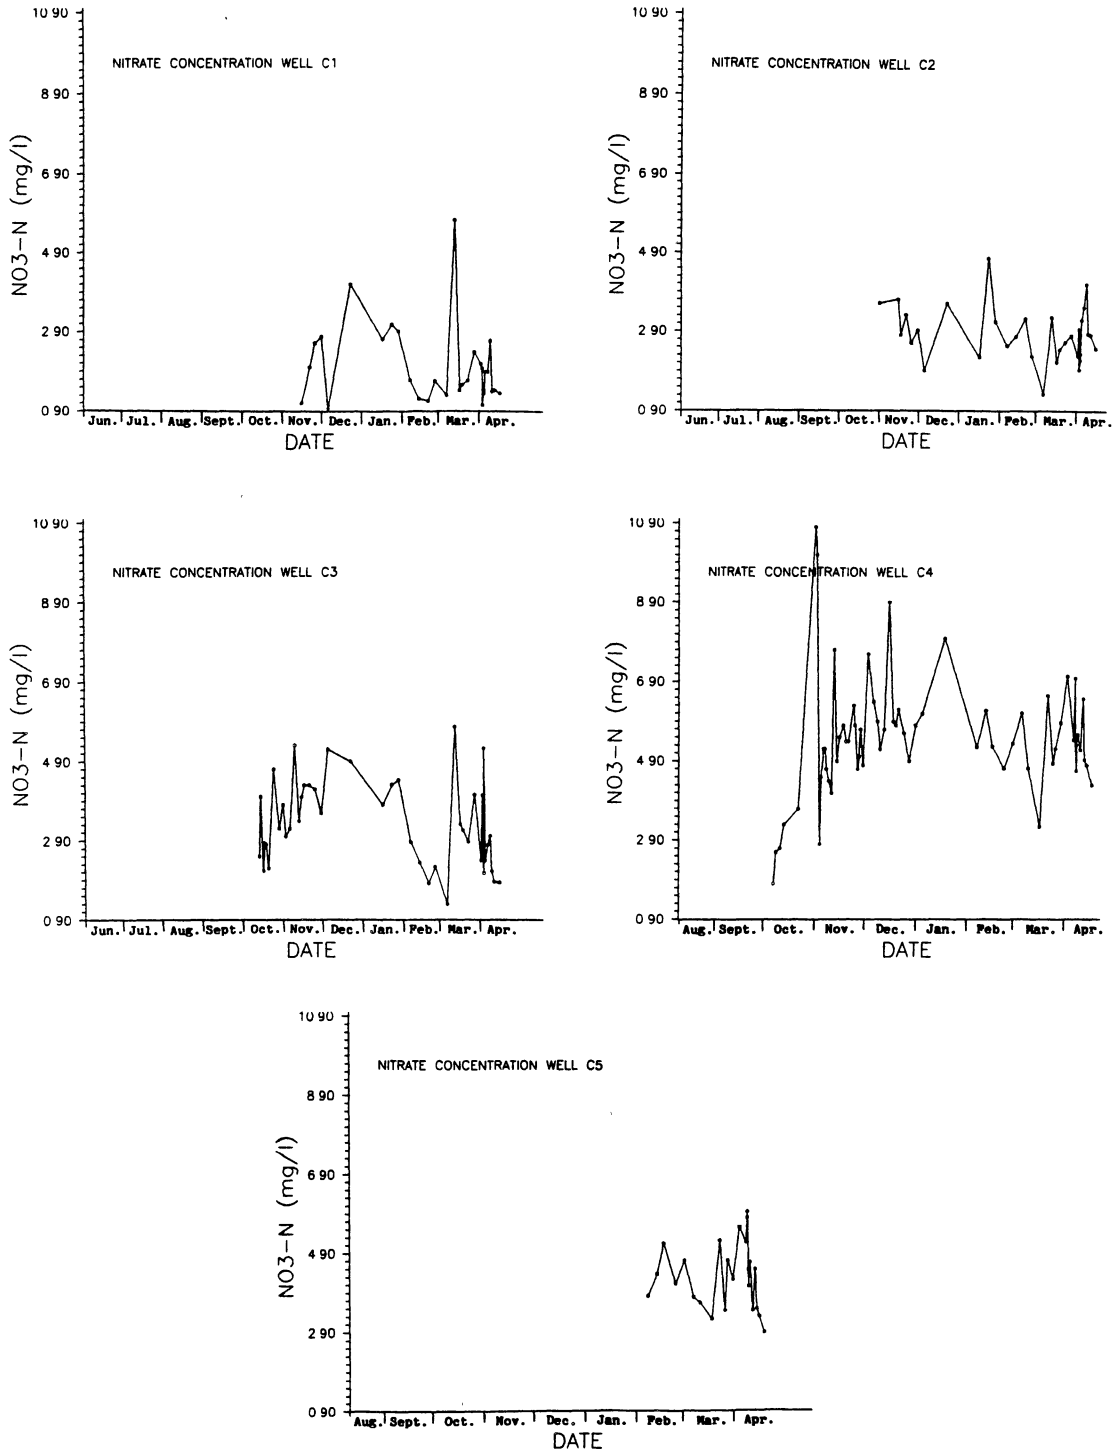 10 90
NITRATE CONCENTRATION WELL C1
8 90
6 90
4 90
2 90
0 90
NO3-N (mg/l)
Jun. Jul. Aug. Sept. Oct. Nov. Dec. Jan. Feb. Mar. Apr.
DATE
10 90
NITRATE CONCENTRATION WELL C2
8 90
6 90
4 90
2 90
0 90
NO3-N (mg/l)
Jun. Jul. Aug. Sept. Oct. Nov. Dec. Jan. Feb. Mar. Apr.
DATE
10 90
NITRATE CONCENTRATION WELL C3
8 90
6 90
4 90
2 90
0 90
NO3-N (mg/l)
Jun. Jul. Aug. Sept. Oct. Nov. Dec. Jan. Feb. Mar. Apr.
DATE
10 90
NITRATE CONCENTRATION WELL C4
8 90
6 90
4 90
2 90
0 90
NO3-N (mg/l)
Aug. Sept. Oct. Nov. Dec. Jan. Feb. Mar. Apr.
DATE
10 90
NITRATE CONCENTRATION WELL C5
8 90
6 90
4 90
2 90
0 90
NO3-N (mg/l)
Aug. Sept. Oct. Nov. Dec. Jan. Feb. Mar. Apr.
DATE